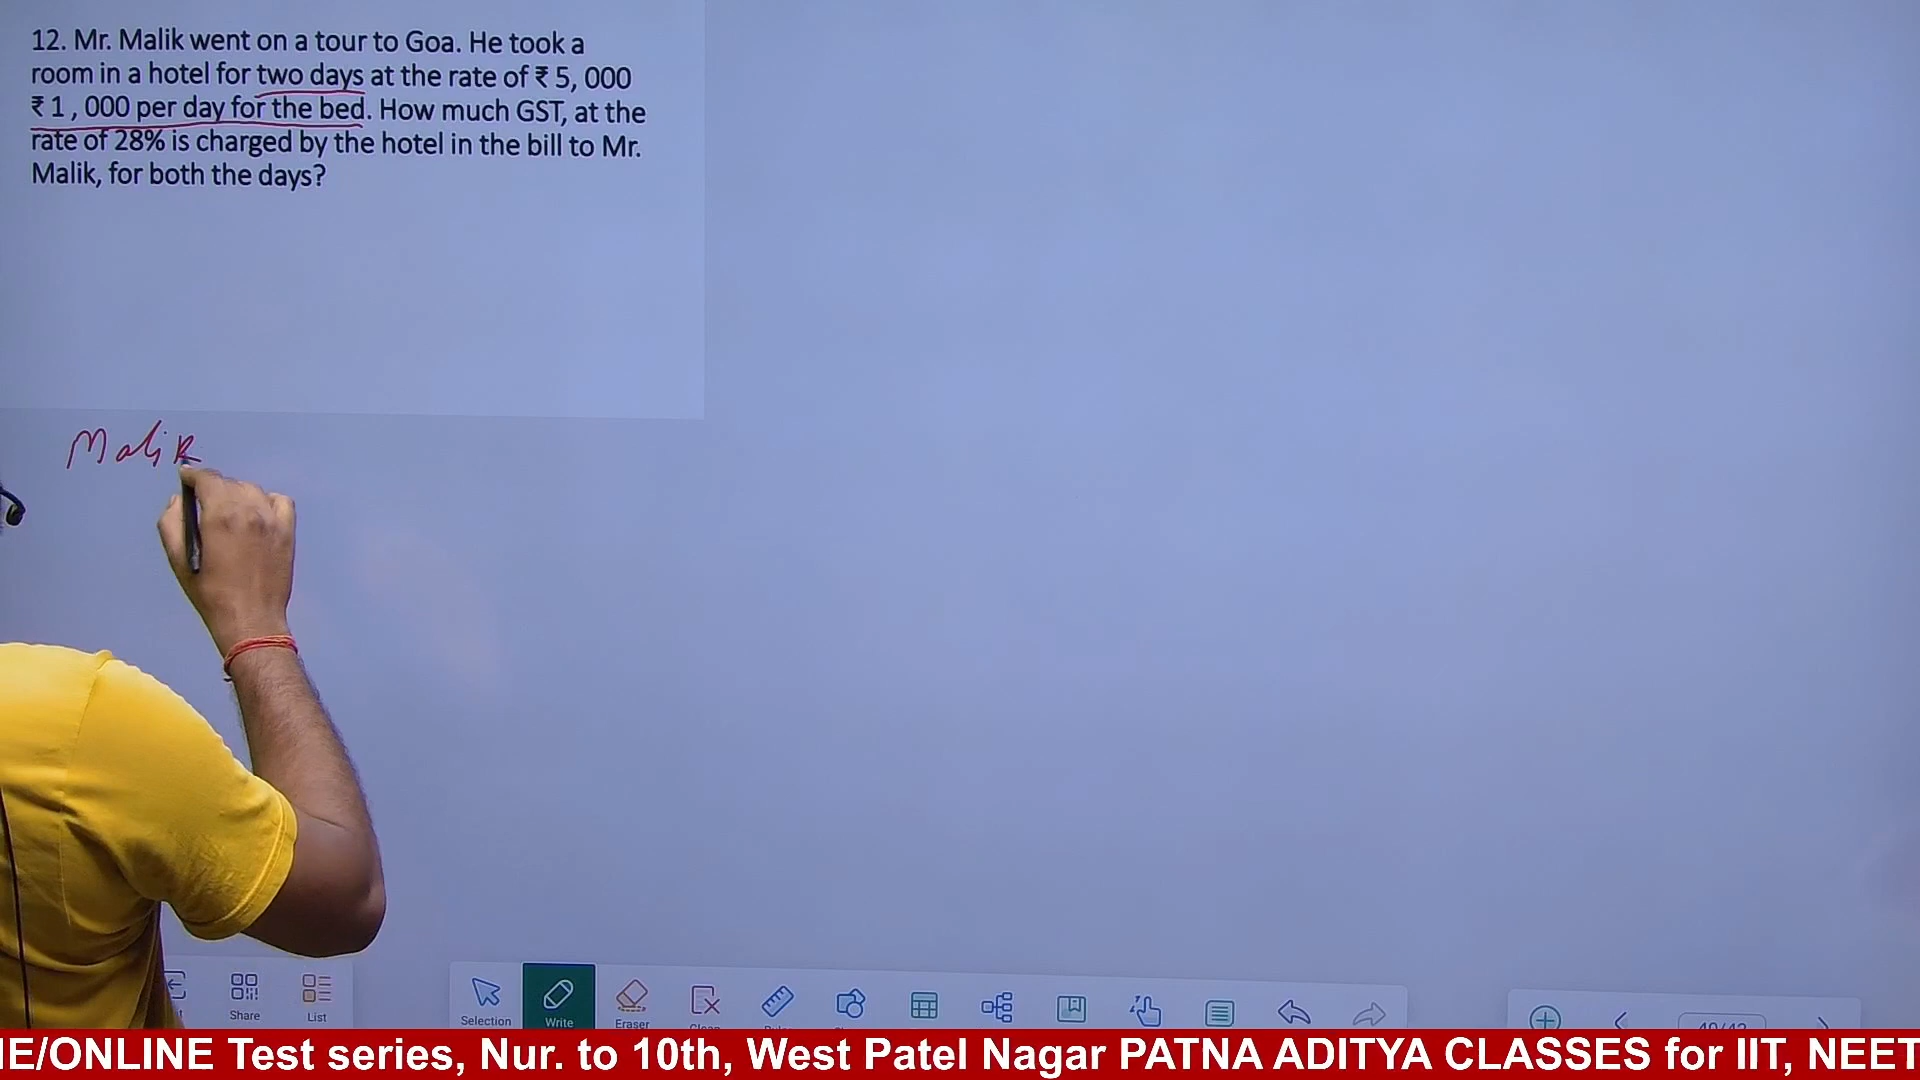 12. Mr. Malik went on a tour to Goa. He took a
room in a hotel for two days at the rate of ₹ 5, 000
₹ 1 , 000 per day for the bed. How much GST, at the
rate of 28% is charged by the hotel in the bill to Mr.
Malik, for both the days?
Malik
Share
List
Selection
Write
Eraser
NE/ONLINE Test series, Nur. to 10th, West Patel Nagar PATNA ADITYA CLASSES for IIT, NEET